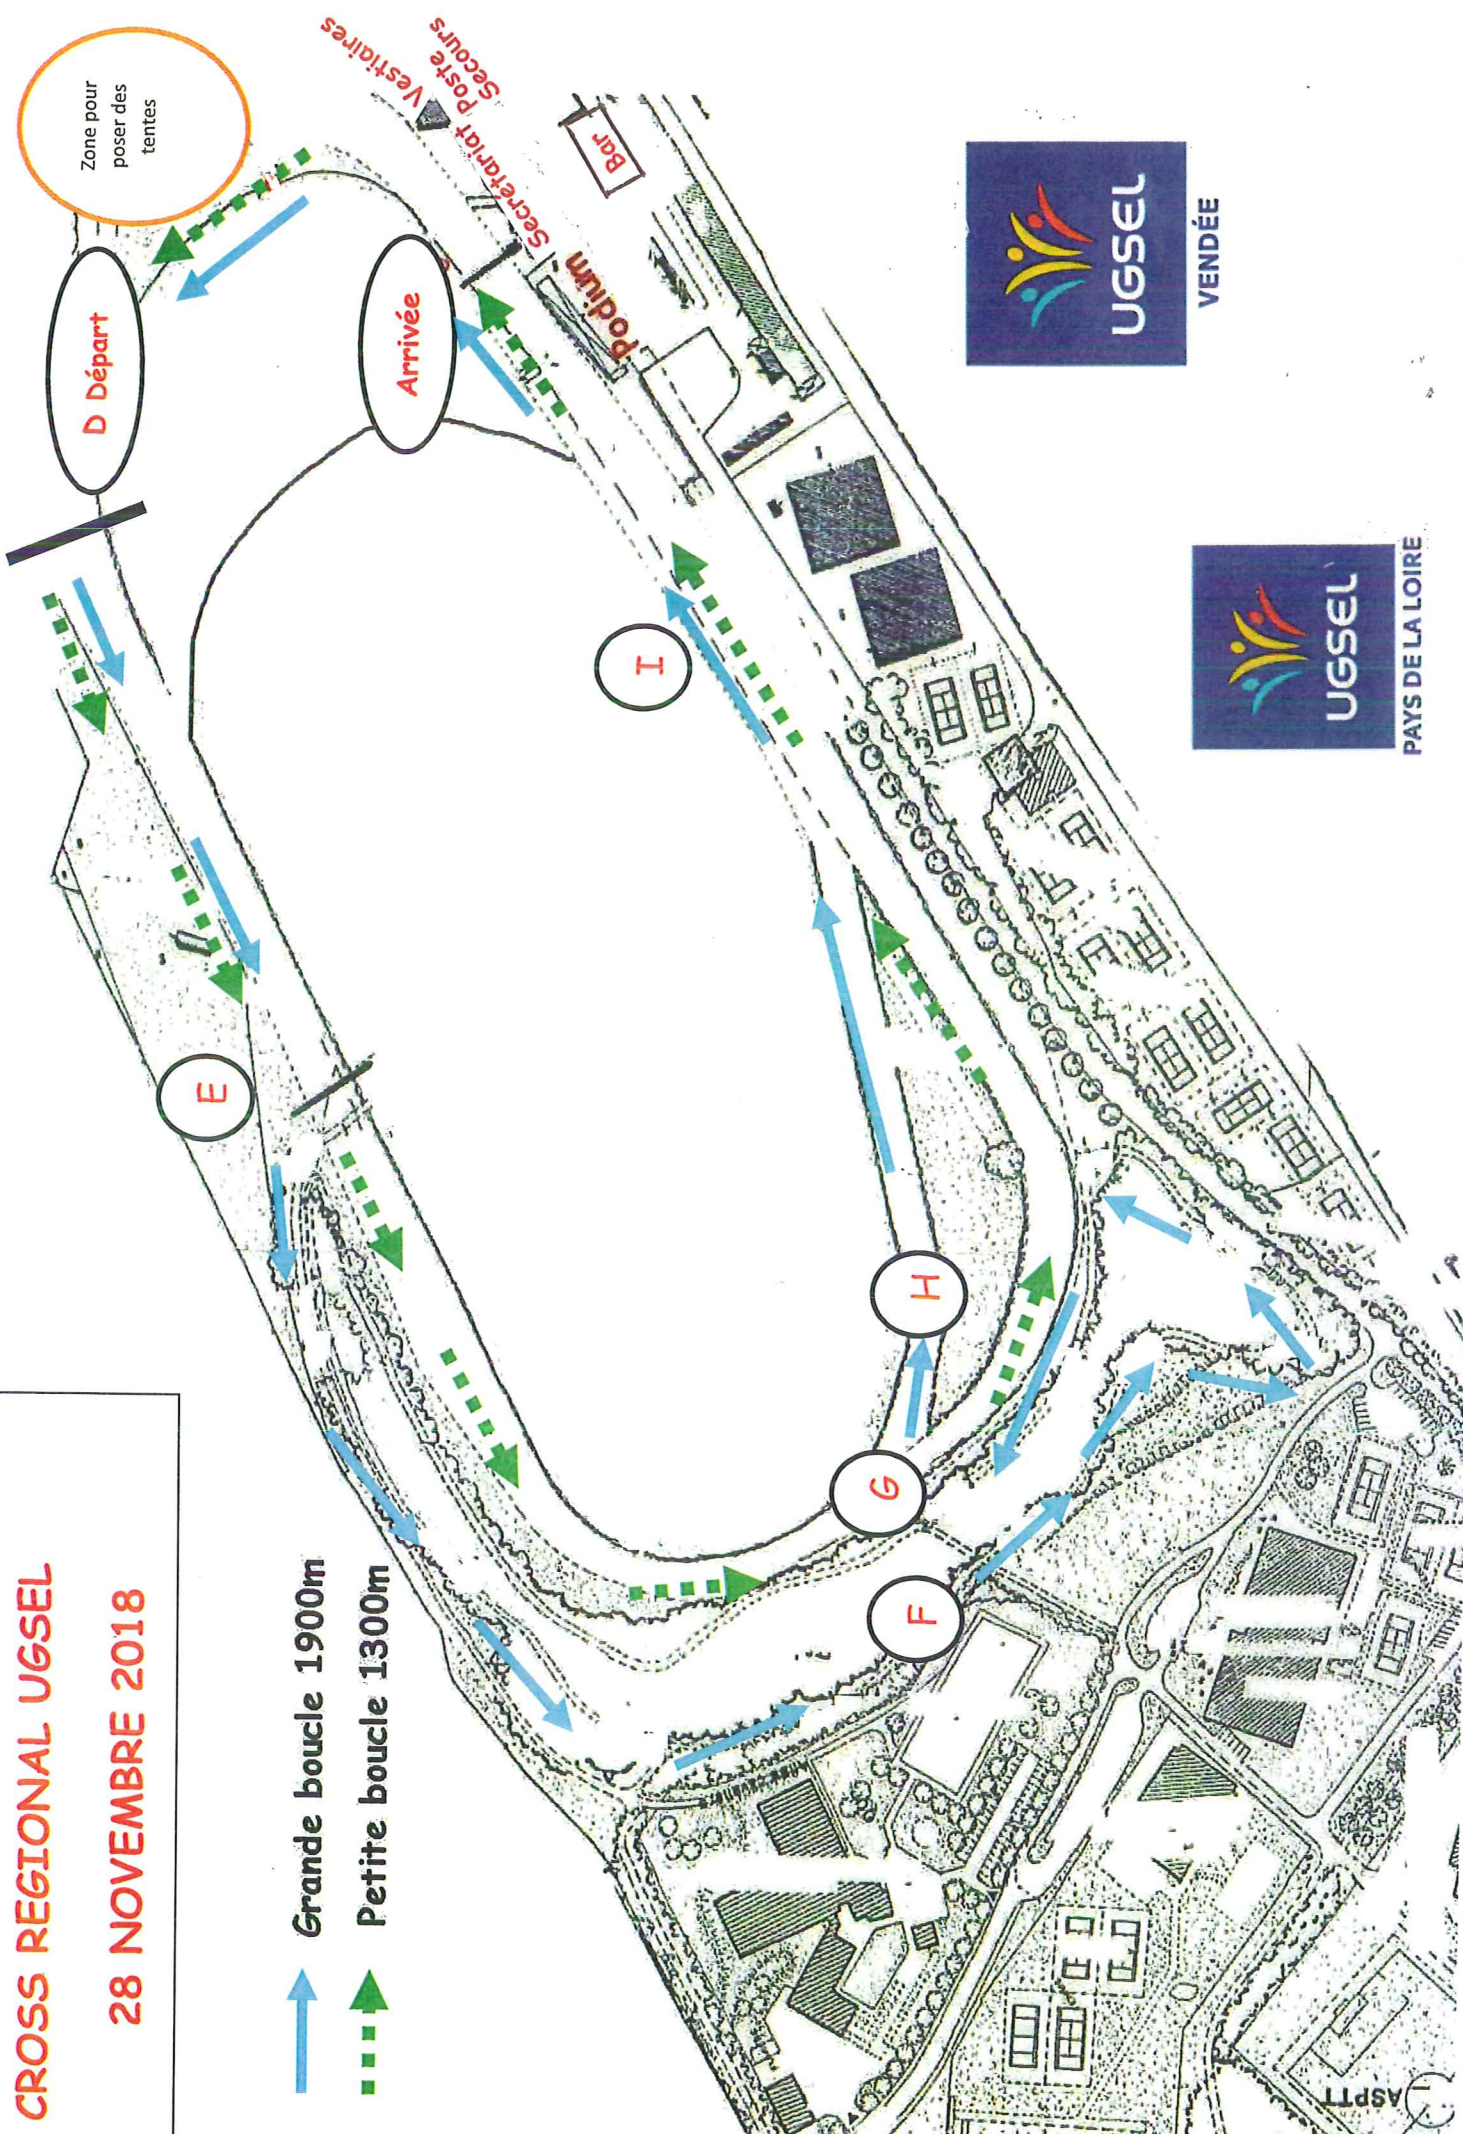 CROSS REGIONAL UGSEL
28 NOVEMBRE 2018
Grande boucle 1900m
Petite boucle 1300m
Zone pour
poser des
tentes
D Départ
Arrivée
Vestiaires
Secrétariat Poste
Secours
Podium
Bar
E
F
G
H
I
UGSEL
VENDÉE
UGSEL
PAYS DE LA LOIRE
ASPTT